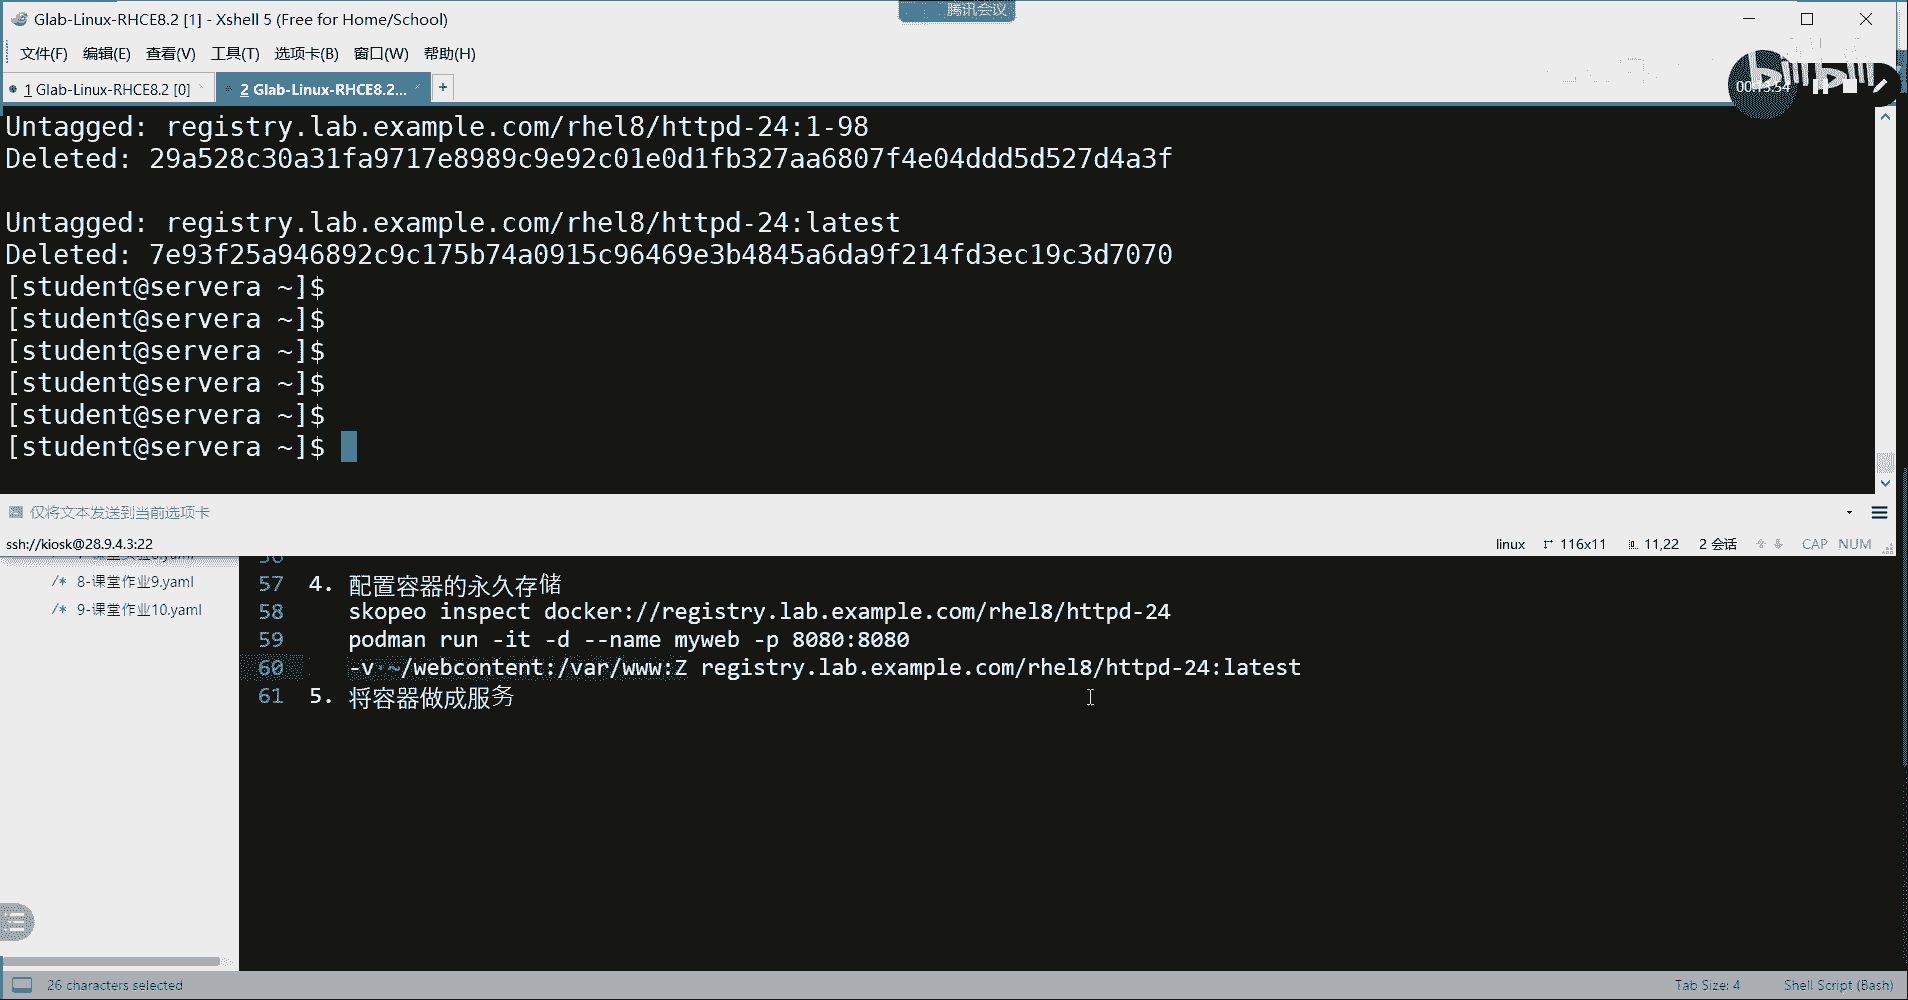 Glab-Linux-RHCE8.2 [1] - Xshell 5 (Free for Home/School)
腾讯会议
文件(F) 编辑(E) 查看(V) 工具(T) 选项卡(B) 窗口(W) 帮助(H)
1 Glab-Linux-RHCE8.2 [0] 2 Glab-Linux-RHCE8.2... +
bilibili
Untagged: registry.lab.example.com/rhel8/httpd-24:1-98
Deleted: 29a528c30a31fa9717e8989c9e92c01e0d1fb327aa6807f4e04ddd5d527d4a3f
Untagged: registry.lab.example.com/rhel8/httpd-24:latest
Deleted: 7e93f25a946892c9c175b74a0915c96469e3b4845a6da9f214fd3ec19c3d7070
[student@servera ~]$
[student@servera ~]$
[student@servera ~]$
[student@servera ~]$
[student@servera ~]$
[student@servera ~]$
仅将文本发送到当前选项卡
ssh://kiosk@28.9.4.3:22 linux 116x11 11,22 2 会话 CAP NUM
/* 8-课堂作业9.yaml
/* 9-课堂作业10.yaml
56
57 4. 配置容器的永久存储
58 skopeo inspect docker://registry.lab.example.com/rhel8/httpd-24
59 podman run -it -d --name myweb -p 8080:8080
60 -v ~/webcontent:/var/www:Z registry.lab.example.com/rhel8/httpd-24:latest
61 5. 将容器做成服务
26 characters selected Tab Size: 4 Shell Script (Bash)